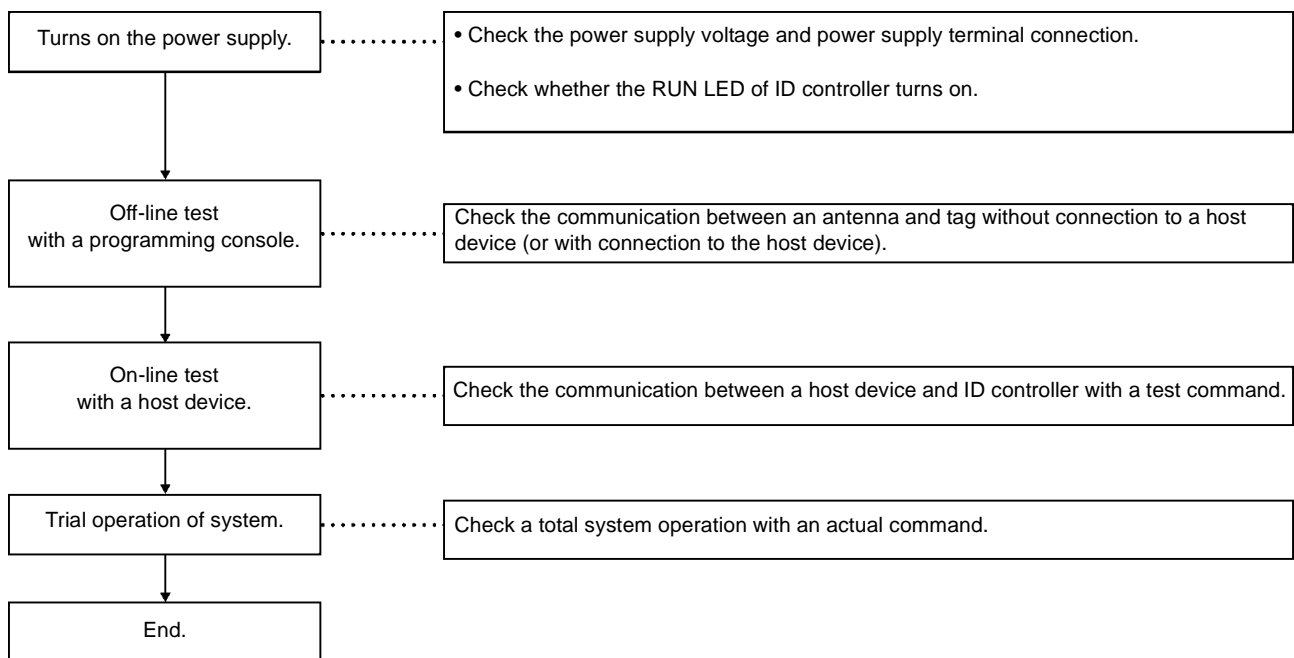 Turns on the power supply.
• Check the power supply voltage and power supply terminal connection.
• Check whether the RUN LED of ID controller turns on.
Off-line test
with a programming console.
Check the communication between an antenna and tag without connection to a host
device (or with connection to the host device).
On-line test
with a host device.
Check the communication between a host device and ID controller with a test command.
Trial operation of system.
Check a total system operation with an actual command.
End.